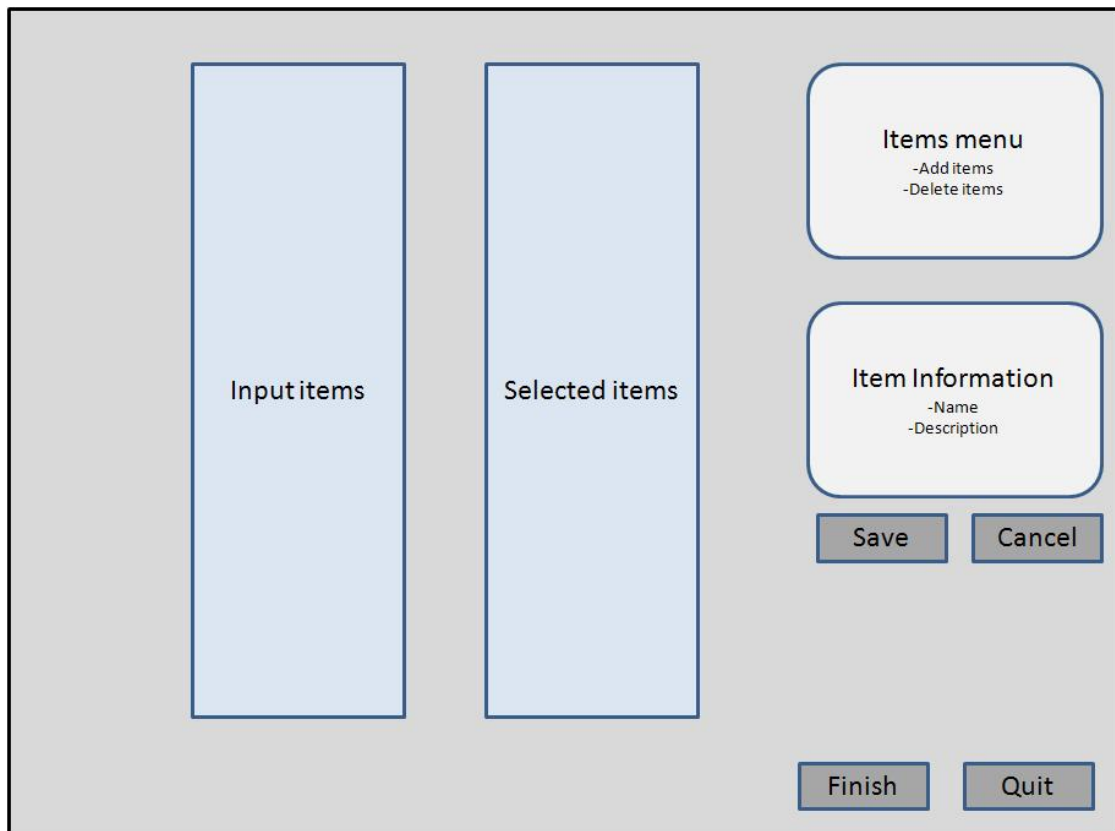 Input items
Selected items
Items menu
-Add items
-Delete items
Item Information
-Name
-Description
Save
Cancel
Finish
Quit